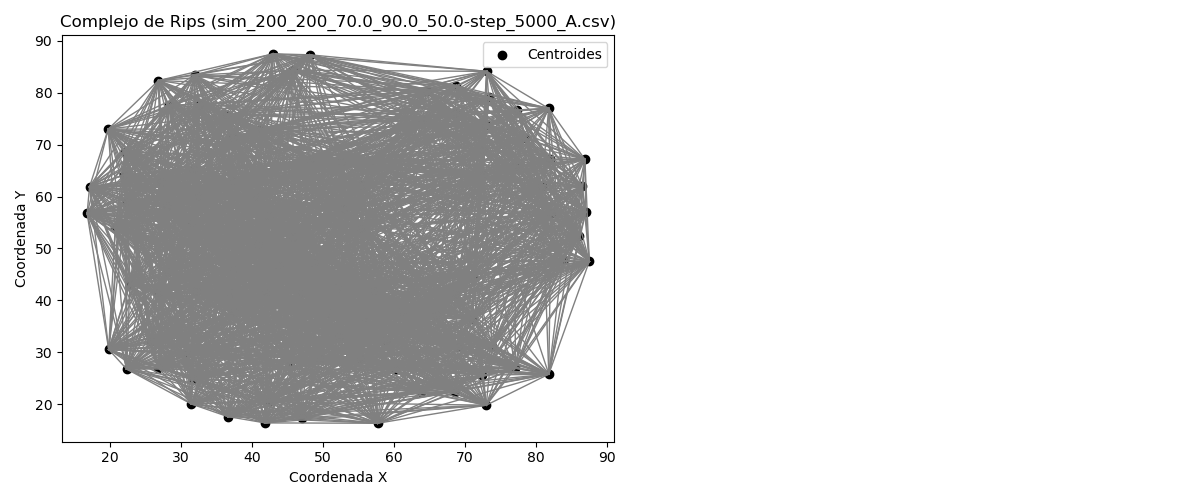 Complejo de Rips (sim_200_200_70.0_90.0_50.0-step_5000_A.csv)
Centroides
90
80
70
60
50
40
30
20
Coordenada Y
20 30 40 50 60 70 80 90
Coordenada X